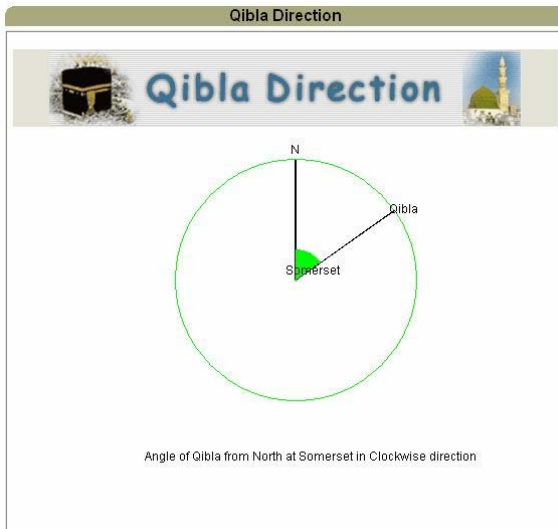 Qibla Direction
Qibla Direction
N
Qibla
Somerset
Angle of Qibla from North at Somerset in Clockwise direction